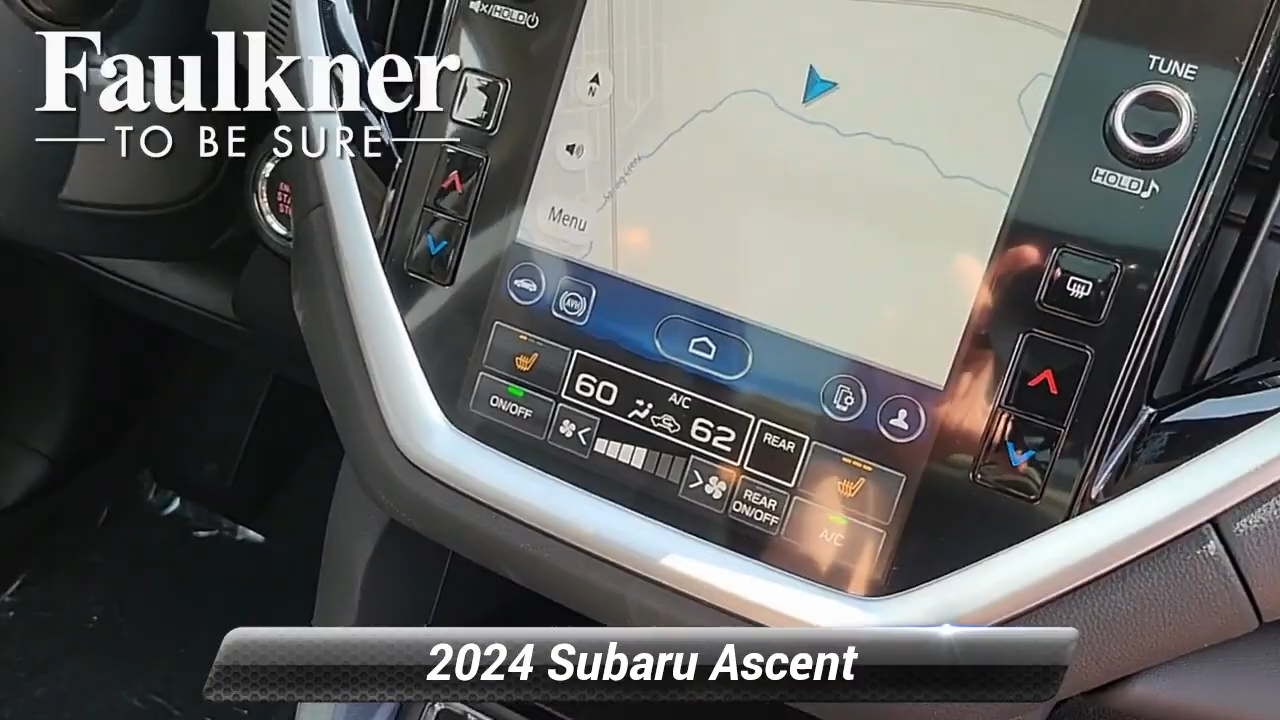 Faulkner
TO BE SURE
/HOLD
TUNE
HOLD
N
Menu
AVH
60
A/C
62
ON/OFF
REAR
REAR
ON/OFF
A/C
2024 Subaru Ascent